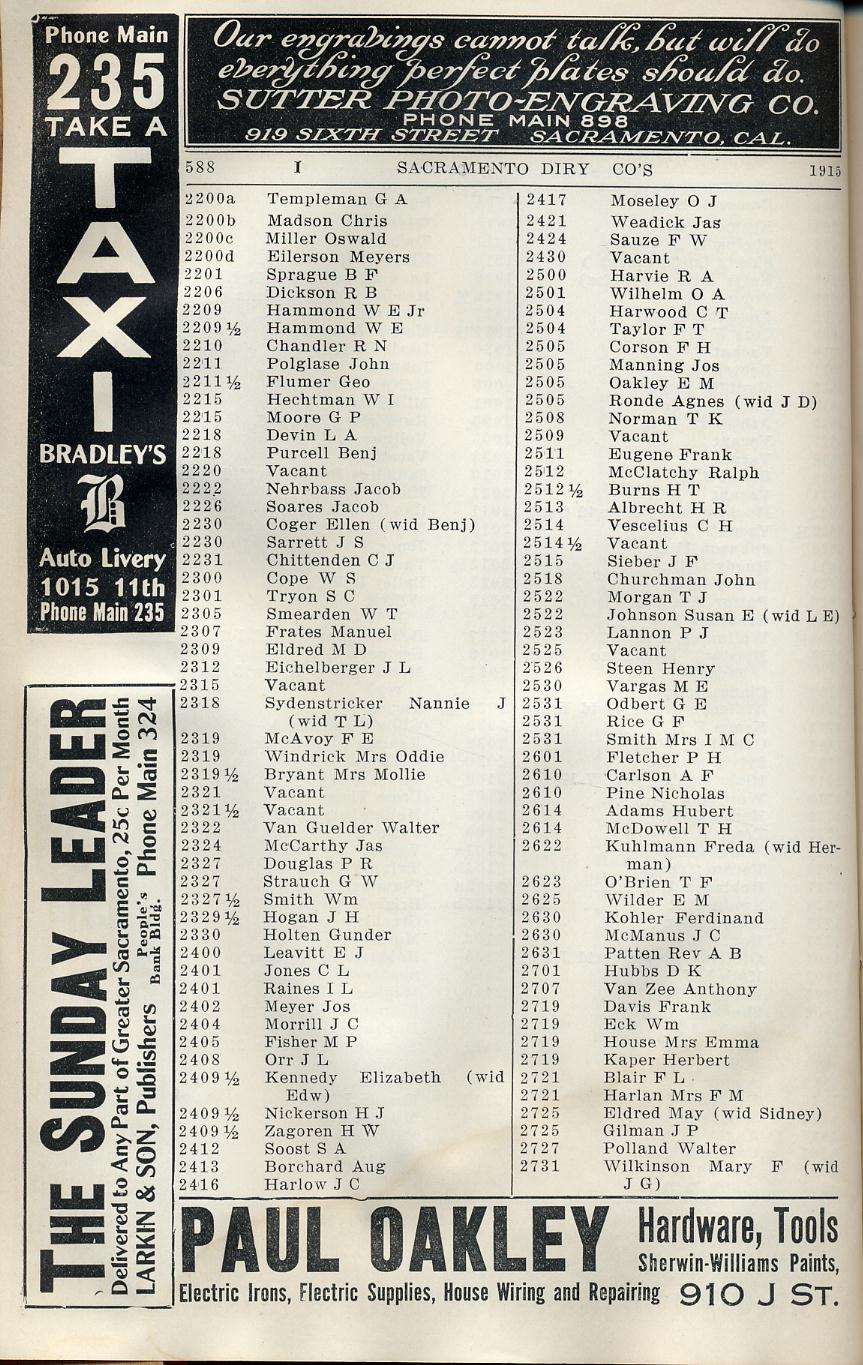 Phone Main
235
TAKE A
TAXI
BRADLEY'S
B
Auto Livery
1015 11th
Phone Main 235
THE SUNDAY LEADER
Delivered to Any Part of Greater Sacramento, 25c Per Month
LARKIN & SON, Publishers People's Bank Bldg. Phone Main 324
Our engravings cannot talk, but will do
everything perfect plates should do.
SUTTER PHOTO-ENGRAVING CO.
PHONE MAIN 898
919 SIXTH STREET SACRAMENTO, CAL.
588 I SACRAMENTO DIRY CO'S 1915
2200a Templeman G A
2200b Madson Chris
2200c Miller Oswald
2200d Eilerson Meyers
2201 Sprague B F
2206 Dickson R B
2209 Hammond W E Jr
2209½ Hammond W E
2210 Chandler R N
2211 Polglase John
2211½ Flumer Geo
2215 Hechtman W I
2215 Moore G P
2218 Devin L A
2218 Purcell Benj
2220 Vacant
2222 Nehrbass Jacob
2226 Soares Jacob
2230 Coger Ellen (wid Benj)
2230 Sarrett J S
2231 Chittenden C J
2300 Cope W S
2301 Tryon S C
2305 Smearden W T
2307 Frates Manuel
2309 Eldred M D
2312 Eichelberger J L
2315 Vacant
2318 Sydenstricker Nannie J
(wid T L)
2319 McAvoy F E
2319 Windrick Mrs Oddie
2319½ Bryant Mrs Mollie
2321 Vacant
2321½ Vacant
2322 Van Guelder Walter
2324 McCarthy Jas
2327 Douglas P R
2327 Strauch G W
2327½ Smith Wm
2329½ Hogan J H
2330 Holten Gunder
2400 Leavitt E J
2401 Jones C L
2401 Raines I L
2402 Meyer Jos
2404 Morrill J C
2405 Fisher M P
2408 Orr J L
2409½ Kennedy Elizabeth (wid
Edw)
2409½ Nickerson H J
2409½ Zagoren H W
2412 Soost S A
2413 Borchard Aug
2416 Harlow J C
2417 Moseley O J
2421 Weadick Jas
2424 Sauze F W
2430 Vacant
2500 Harvie R A
2501 Wilhelm O A
2504 Harwood C T
2504 Taylor F T
2505 Corson F H
2505 Manning Jos
2505 Oakley E M
2505 Ronde Agnes (wid J D)
2508 Norman T K
2509 Vacant
2511 Eugene Frank
2512 McClatchy Ralph
2512½ Burns H T
2513 Albrecht H R
2514 Vescelius C H
2514½ Vacant
2515 Sieber J F
2518 Churchman John
2522 Morgan T J
2522 Johnson Susan E (wid L E)
2523 Lannon P J
2525 Vacant
2526 Steen Henry
2530 Vargas M E
2531 Odbert G E
2531 Rice G F
2531 Smith Mrs I M C
2601 Fletcher P H
2610 Carlson A F
2610 Pine Nicholas
2614 Adams Hubert
2614 McDowell T H
2622 Kuhlmann Freda (wid Her-
man)
2623 O'Brien T F
2625 Wilder E M
2630 Kohler Ferdinand
2630 McManus J C
2631 Patten Rev A B
2701 Hubbs D K
2707 Van Zee Anthony
2719 Davis Frank
2719 Eck Wm
2719 House Mrs Emma
2719 Kaper Herbert
2721 Blair F L
2721 Harlan Mrs F M
2725 Eldred May (wid Sidney)
2725 Gilman J P
2727 Polland Walter
2731 Wilkinson Mary F (wid
J G)
PAUL OAKLEY Hardware, Tools
Sherwin-Williams Paints,
Electric Irons, Electric Supplies, House Wiring and Repairing 910 J ST.